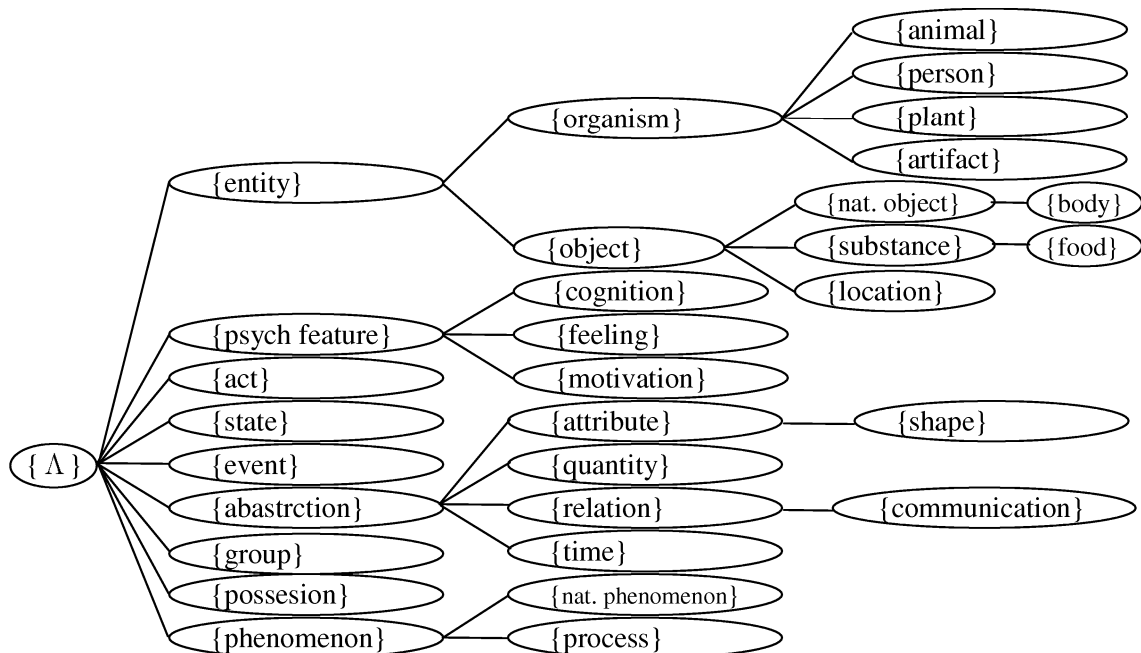 {animal}
{person}
{organism}
{plant}
{artifact}
{entity}
{nat. object}
{body}
{object}
{substance}
{food}
{location}
{cognition}
{psych feature}
{feeling}
{act}
{motivation}
{state}
{attribute}
{shape}
{ Λ }
{event}
{quantity}
{abastrction}
{relation}
{communication}
{group}
{time}
{possesion}
{nat. phenomenon}
{phenomenon}
{process}